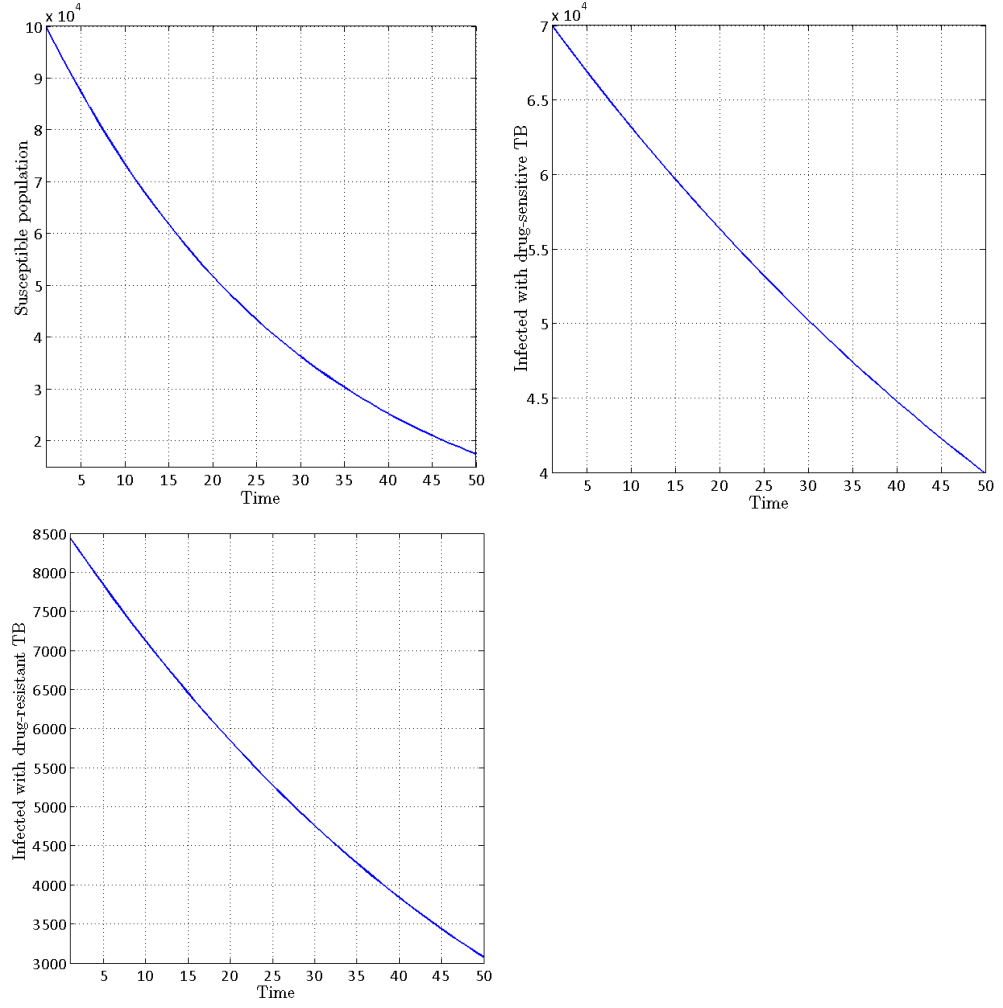 x 10^4
10
9
8
7
6
5
4
3
2
5 10 15 20 25 30 35 40 45 50
Time
Susceptible population
x 10^4
7
6.5
6
5.5
5
4.5
4
5 10 15 20 25 30 35 40 45 50
Time
Infected with drug-sensitive TB
8500
8000
7500
7000
6500
6000
5500
5000
4500
4000
3500
3000
5 10 15 20 25 30 35 40 45 50
Time
Infected with drug-resistant TB